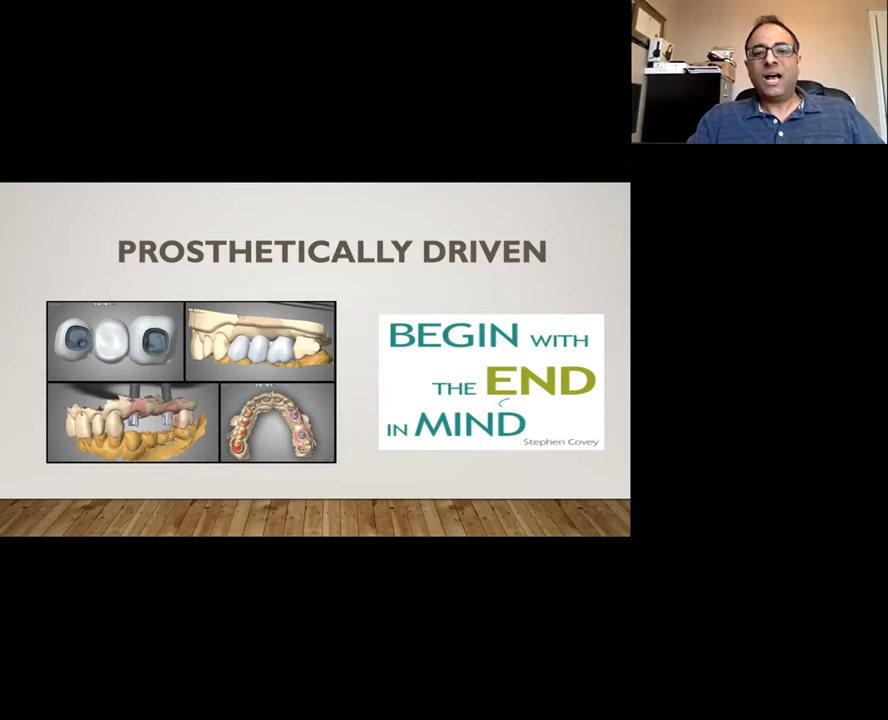 PROSTHETICALLY DRIVEN
BEGIN WITH
THE END
IN MIND
Stephen Covey